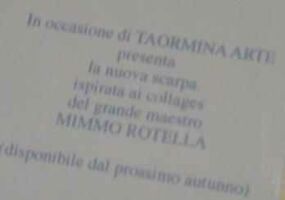 In occasione di TAORMINA ARTE
presenta
la nuova scarpa
ispirata ai collages
del grande maestro
MIMMO ROTELLA
(disponibile dal prossimo autunno)